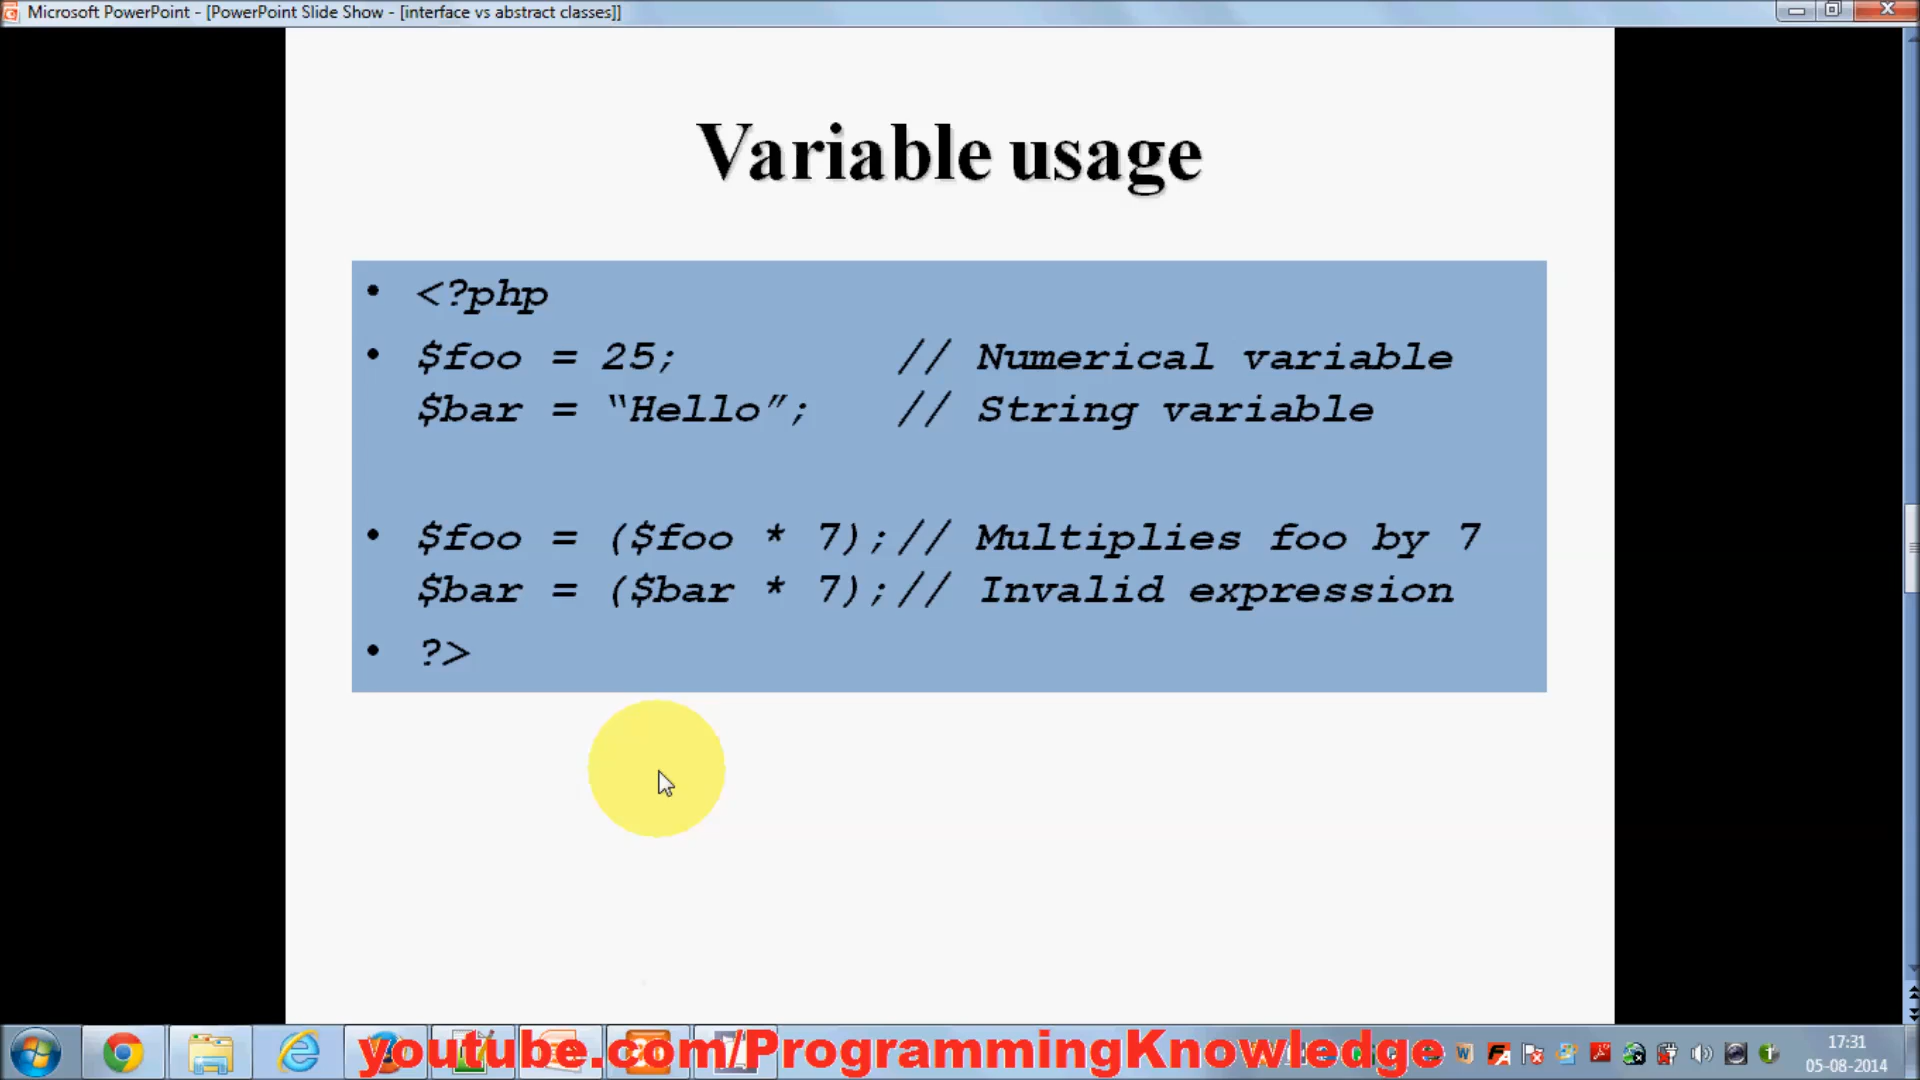 Microsoft PowerPoint - [PowerPoint Slide Show - [interface vs abstract classes]]
Variable usage
• <?php
• $foo = 25; // Numerical variable
$bar = “Hello”; // String variable
• $foo = ($foo * 7);// Multiplies foo by 7
$bar = ($bar * 7);// Invalid expression
• ?>
youtube.com/ProgrammingKnowledge
17:31
05-08-2014